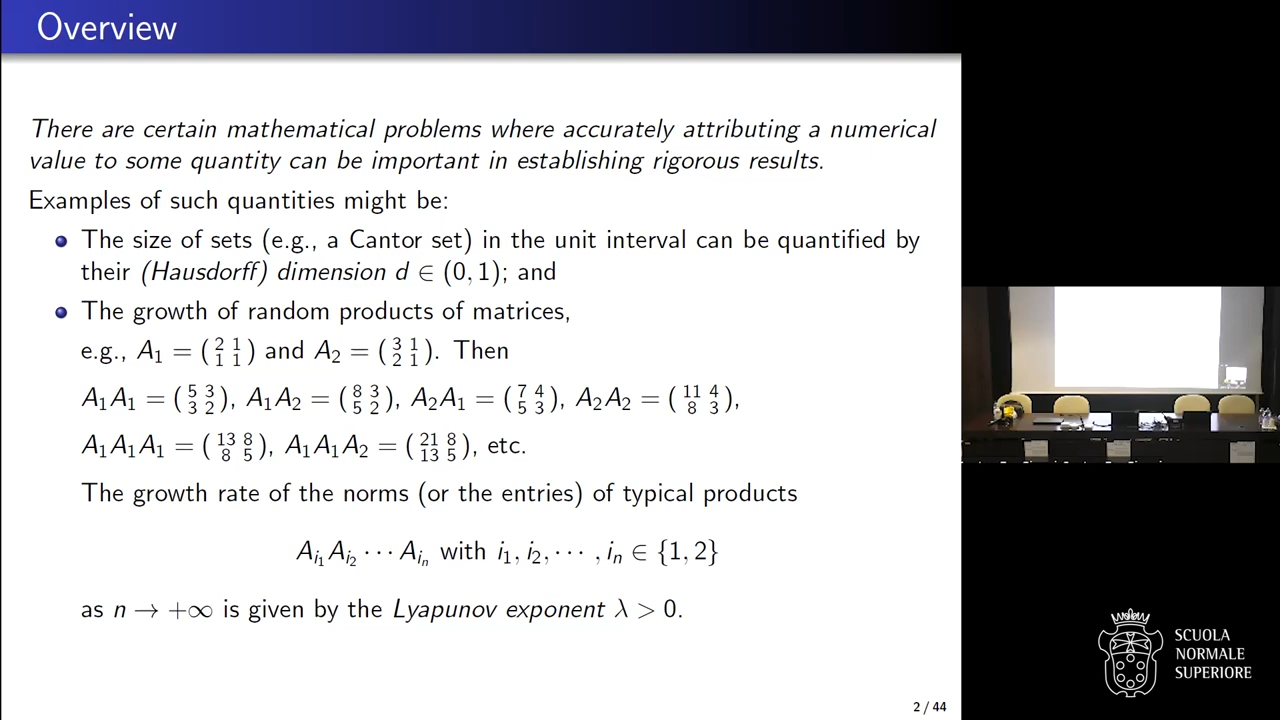 Overview
There are certain mathematical problems where accurately attributing a numerical
value to some quantity can be important in establishing rigorous results.
Examples of such quantities might be:
• The size of sets (e.g., a Cantor set) in the unit interval can be quantified by
their (Hausdorff) dimension d ∈ (0, 1); and
• The growth of random products of matrices,
e.g., A₁ = (2 1 / 1 1) and A₂ = (3 1 / 2 1). Then
A₁A₁ = (5 3 / 3 2), A₁A₂ = (8 3 / 5 2), A₂A₁ = (7 4 / 5 3), A₂A₂ = (11 4 / 8 3),
A₁A₁A₁ = (13 8 / 8 5), A₁A₁A₂ = (21 8 / 13 5), etc.
The growth rate of the norms (or the entries) of typical products
A_{i₁} A_{i₂} ⋯ A_{iₙ} with i₁, i₂, ⋯ , iₙ ∈ {1, 2}
as n → +∞ is given by the Lyapunov exponent λ > 0.
2 / 44
SCUOLA
NORMALE
SUPERIORE